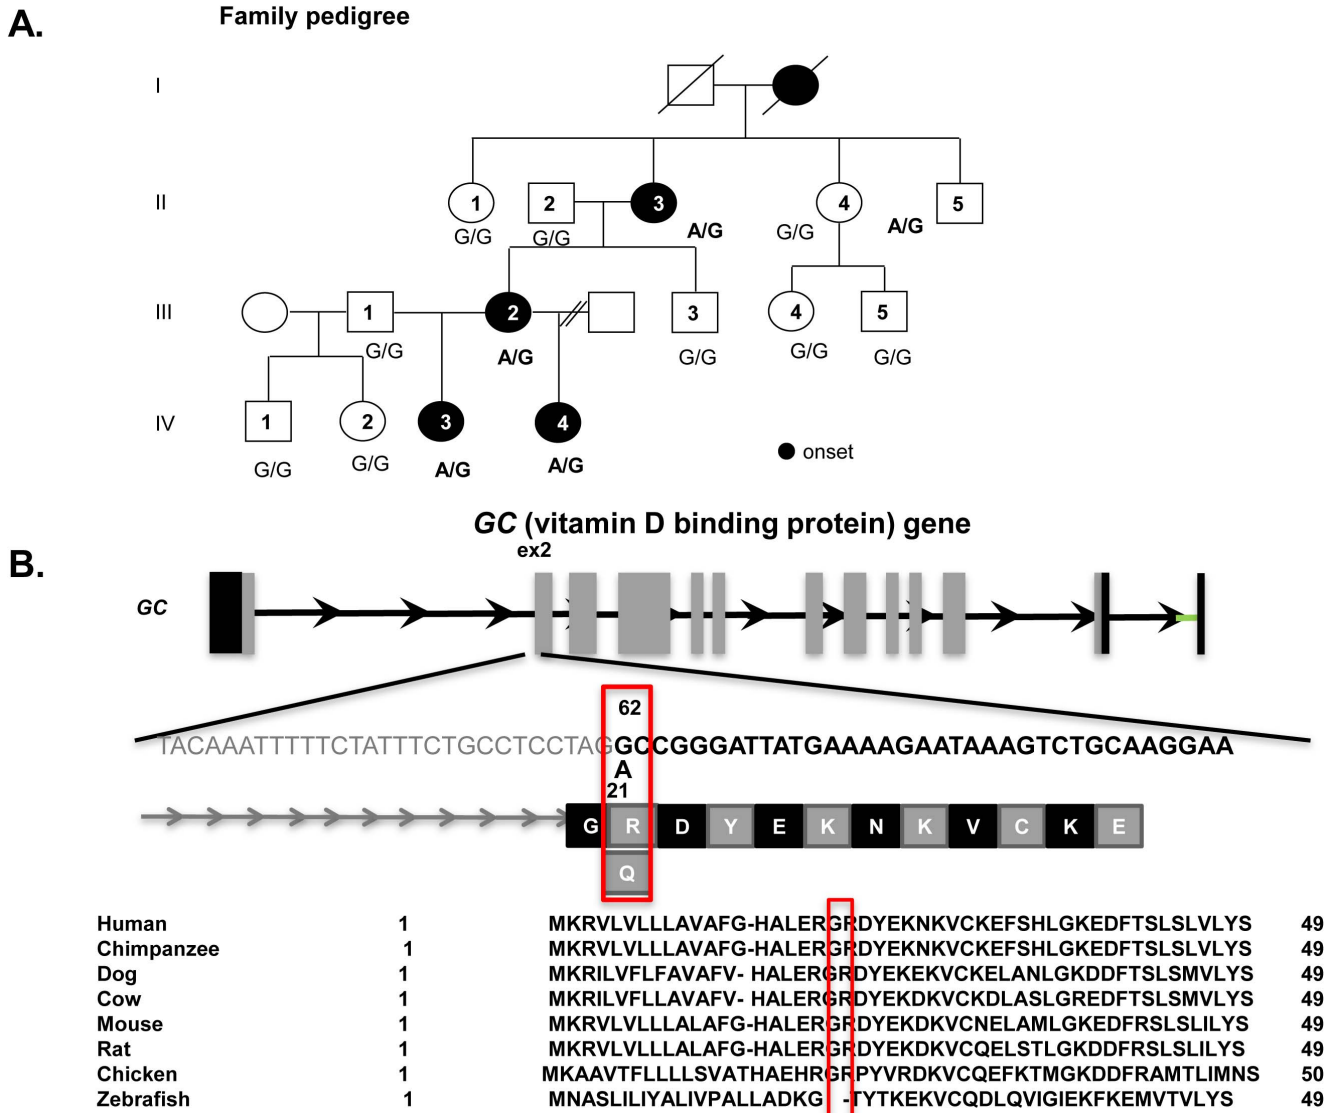 A.
Family pedigree
I
II
1 2 3 4 5
G/G G/G A/G G/G A/G
III
1 2 3 4 5
G/G A/G G/G G/G G/G
IV
1 2 3 4
G/G G/G A/G A/G
onset
GC (vitamin D binding protein) gene
B.
ex2
GC
62
TACAAATTTTTCTATTTCTGCCTCCTAGGCCGGGATTATGAAAAGAATAAAGTCTGCAAGGAA
A
21
G R D Y E K N K V C K E
Q
Human 1 MKRVLVLLLAVAFG-HALERGRDYEKNKVCKEFSHLGKEDFTSLSLVLYS 49
Chimpanzee 1 MKRVLVLLLAVAFG-HALERGRDYEKNKVCKEFSHLGKEDFTSLSLVLYS 49
Dog 1 MKRILVFLFAVAFV- HALERGRDYEKEKVCKELANLGKDDFTSLSMVLYS 49
Cow 1 MKRILVFLLAVAFV- HALERGRDYEKDKVCKDLASLGREDFTSLSMVLYS 49
Mouse 1 MKRVLVLLLALAFG-HALERGRDYEKDKVCNELAMLGKEDFRSLSLILYS 49
Rat 1 MKRVLVLLLALAFG-HALERGRDYEKDKVCQELSTLGKDDFRSLSLILYS 49
Chicken 1 MKAAVTFLLLLSVATHAEHRGRPYVRDKVCQEFKTMGKDDFRAMTLIMNS 50
Zebrafish 1 MNASLILILYALIVPALLADKG -TYTKEKVCQDLQVIGIEKFKEMVTVLYS 49